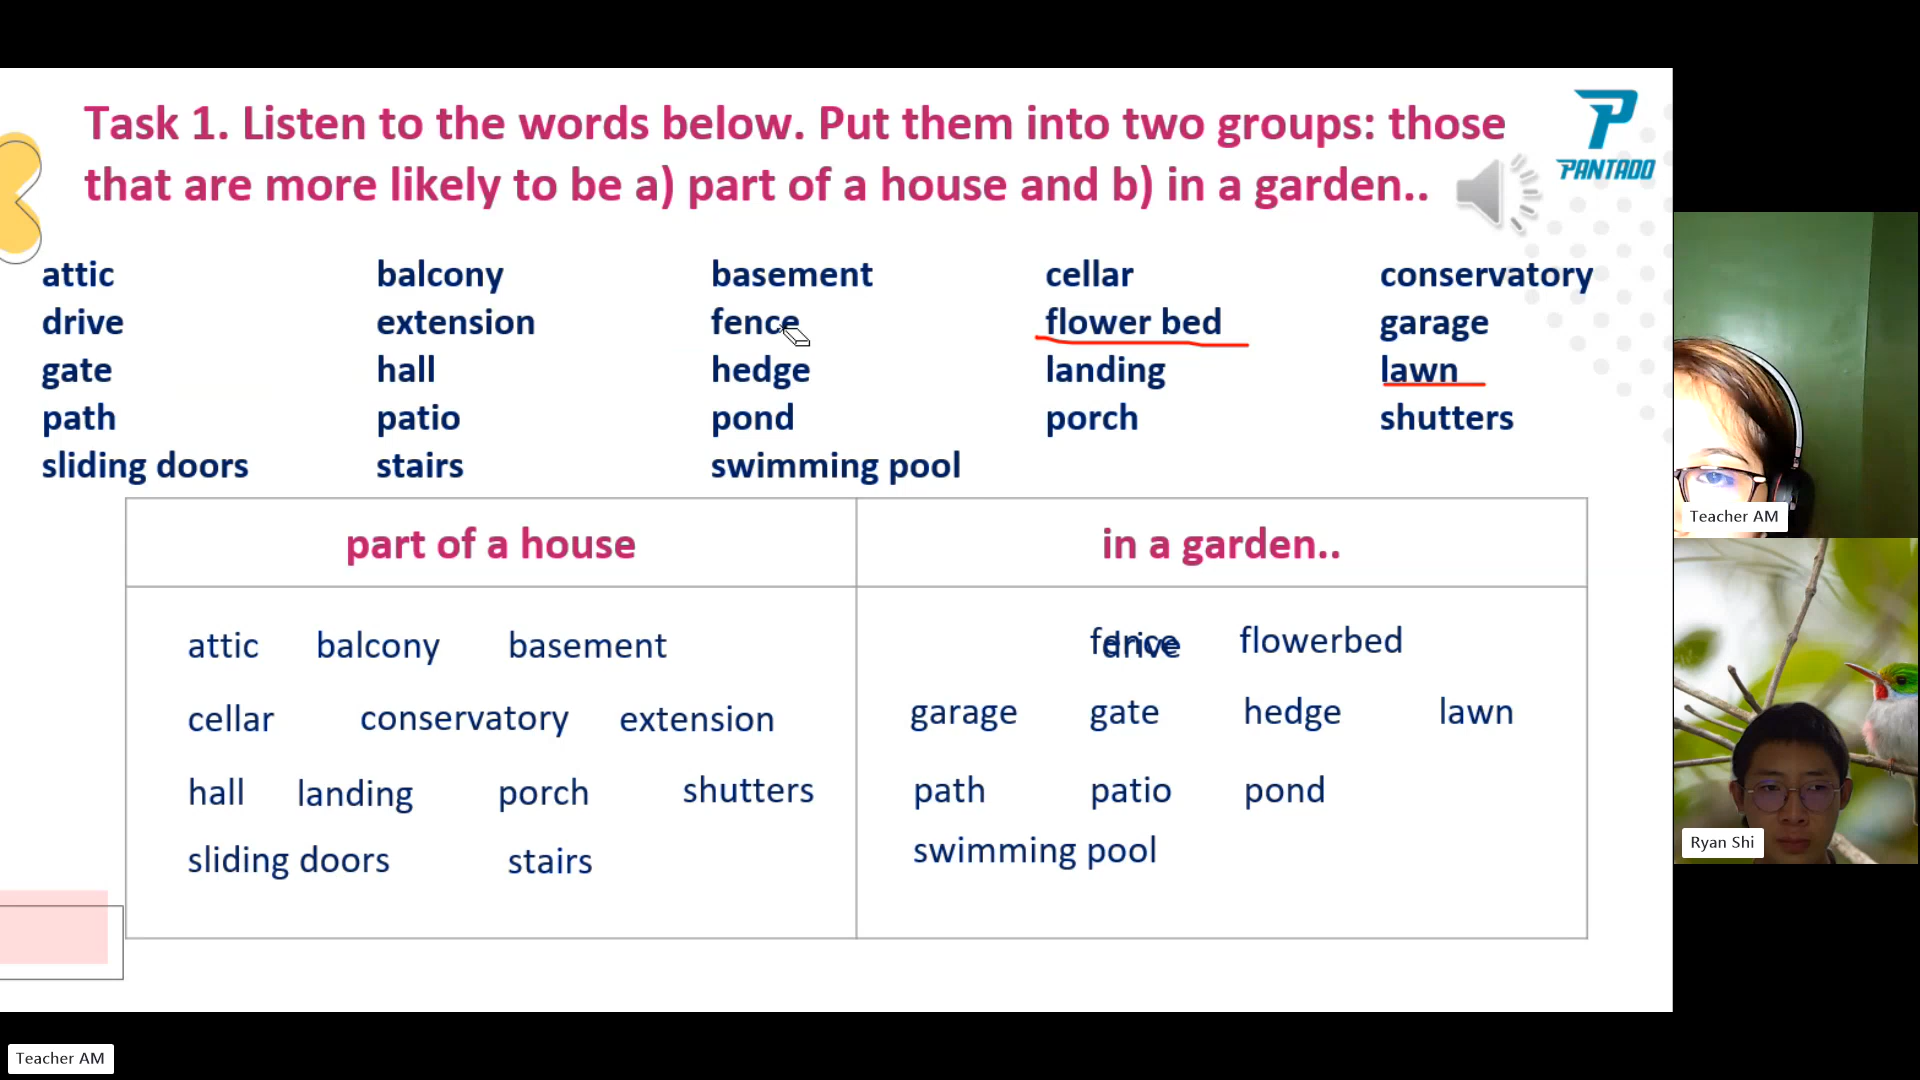 Task 1. Listen to the words below. Put them into two groups: those
that are more likely to be a) part of a house and b) in a garden..
PANTADO
attic balcony basement cellar conservatory
drive extension fence flower bed garage
gate hall hedge landing lawn
path patio pond porch shutters
sliding doors stairs swimming pool
part of a house in a garden..
attic balcony basement
cellar conservatory extension
hall landing porch shutters
sliding doors stairs
fence drive flowerbed
garage gate hedge lawn
path patio pond
swimming pool
Teacher AM
Ryan Shi
Teacher AM